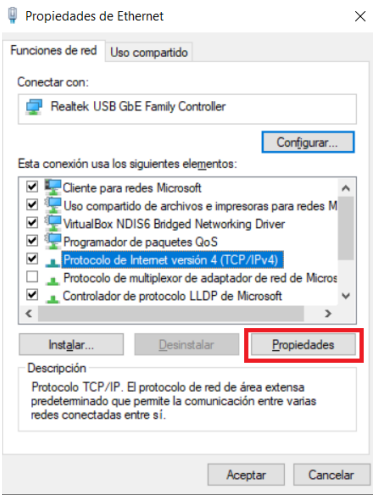 Propiedades de Ethernet
Funciones de red
Uso compartido
Conectar con:
Realtek USB GbE Family Controller
Configurar...
Esta conexión usa los siguientes elementos:
Cliente para redes Microsoft
Uso compartido de archivos e impresoras para redes M
VirtualBox NDIS6 Bridged Networking Driver
Programador de paquetes QoS
Protocolo de Internet versión 4 (TCP/IPv4)
Protocolo de multiplexor de adaptador de red de Micros
Controlador de protocolo LLDP de Microsoft
Instalar...
Desinstalar
Propiedades
Descripción
Protocolo TCP/IP. El protocolo de red de área extensa
predeterminado que permite la comunicación entre varias
redes conectadas entre sí.
Aceptar
Cancelar